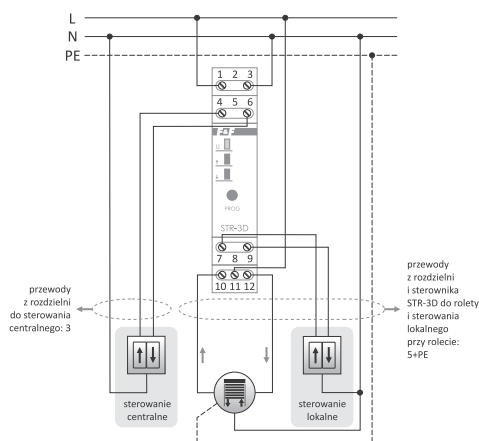 L
N
PE
1 2 3
4 5 6
F&F
U
PROG
STR-3D
7 8 9
10 11 12
przewody
z rozdzielni
do sterowania
centralnego: 3
przewody
z rozdzielni
i sterownika
STR-3D do rolety
i sterowania
lokalnego
przy rolecie:
5+PE
sterowanie
centralne
sterowanie
lokalne